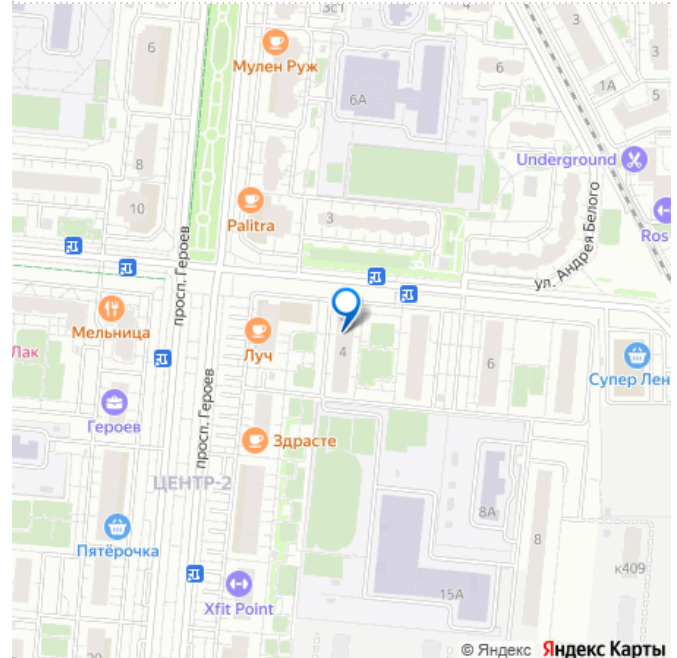 3с1
6
3
3
Мулен Руж
6
1А
5
6А
Underground
8
10
Palitra
3
Ros
ул. Андрея Белого
просп. Героев
Мельница
Луч
4
6
Лак
Супер Лен
Героев
просп. Героев
Здрасте
ЦЕНТР-2
8А
8
Пятёрочка
к409
15А
Xfit Point
20
© Яндекс Яндекс Карты